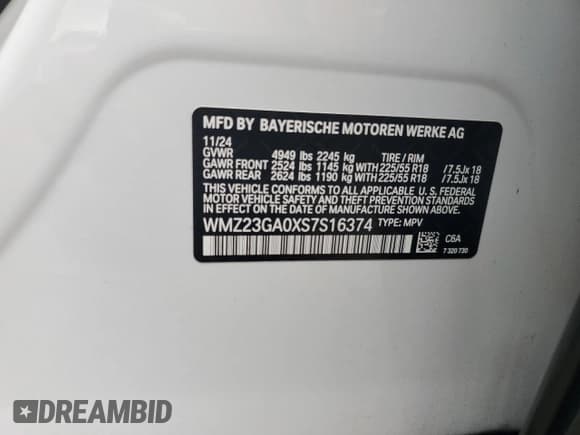 MFD BY BAYERISCHE MOTOREN WERKE AG
11/24
GVWR 4949 lbs 2245 kg TIRE / RIM
GAWR FRONT 2524 lbs 1145 kg WITH 225/55 R18 /7.5Jx 18
GAWR REAR 2624 lbs 1190 kg WITH 225/55 R18 /7.5Jx 18
THIS VEHICLE CONFORMS TO ALL APPLICABLE U. S. FEDERAL
MOTOR VEHICLE SAFETY AND THEFT PREVENTION STANDARDS
IN EFFECT ON THE DATE OF MANUFACTURE SHOWN ABOVE.
WMZ23GA0XS7S16374 TYPE: MPV
C6A
7 320 730
DREAMBID